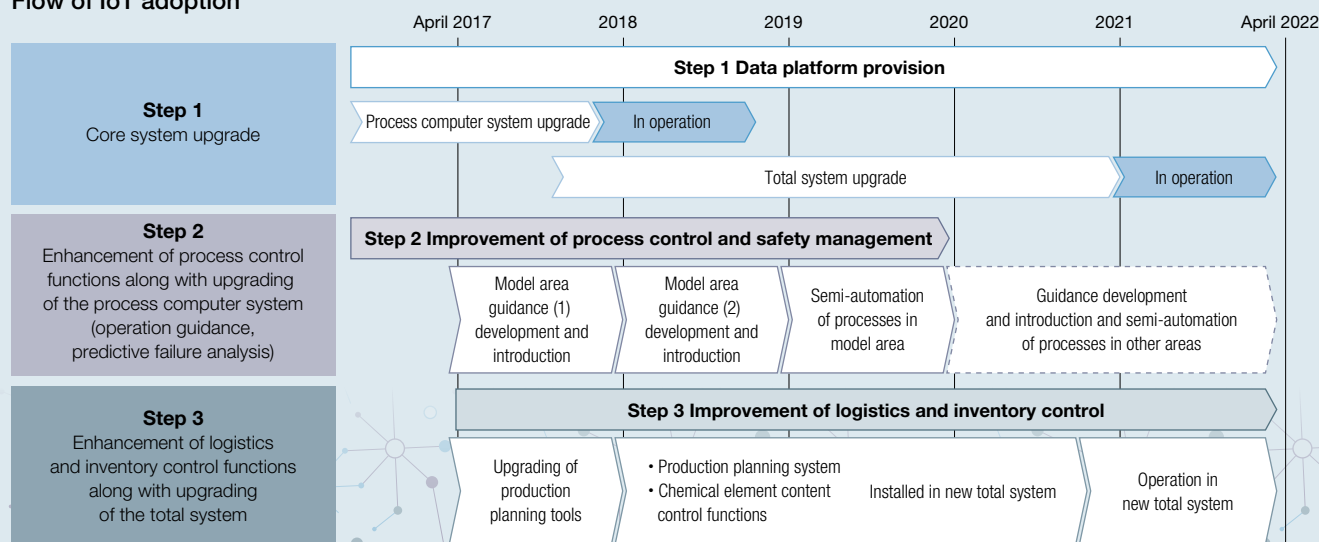 Flow of IoT adoption
April 2017
2018
2019
2020
2021
April 2022
Step 1
Core system upgrade
Step 1 Data platform provision
Process computer system upgrade
In operation
Total system upgrade
In operation
Step 2
Enhancement of process control
functions along with upgrading
of the process computer system
(operation guidance,
predictive failure analysis)
Step 2 Improvement of process control and safety management
Model area
guidance (1)
development and
introduction
Model area
guidance (2)
development and
introduction
Semi-automation
of processes in
model area
Guidance development
and introduction and semi-automation
of processes in other areas
Step 3
Enhancement of logistics
and inventory control functions
along with upgrading
of the total system
Step 3 Improvement of logistics and inventory control
Upgrading of
production
planning tools
• Production planning system
• Chemical element content
control functions
Installed in new total system
Operation in
new total system